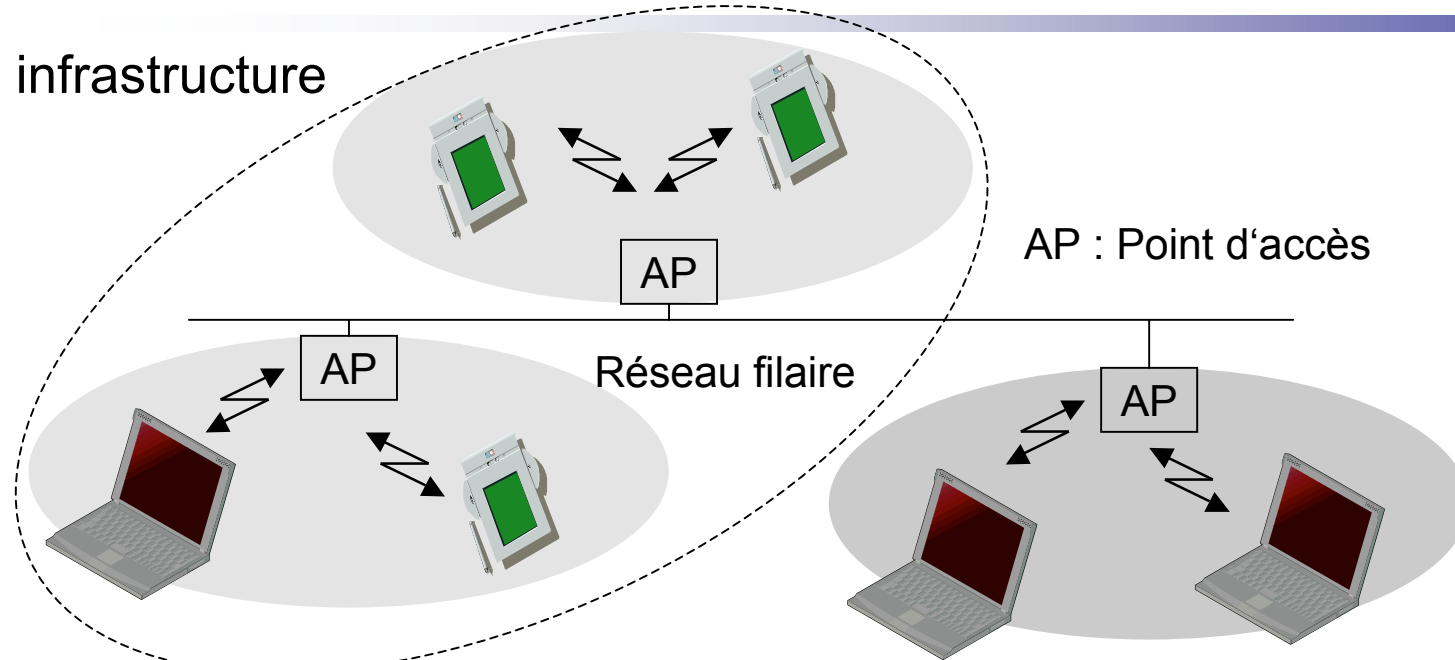 infrastructure
AP : Point d‘accès
AP
AP
Réseau filaire
AP